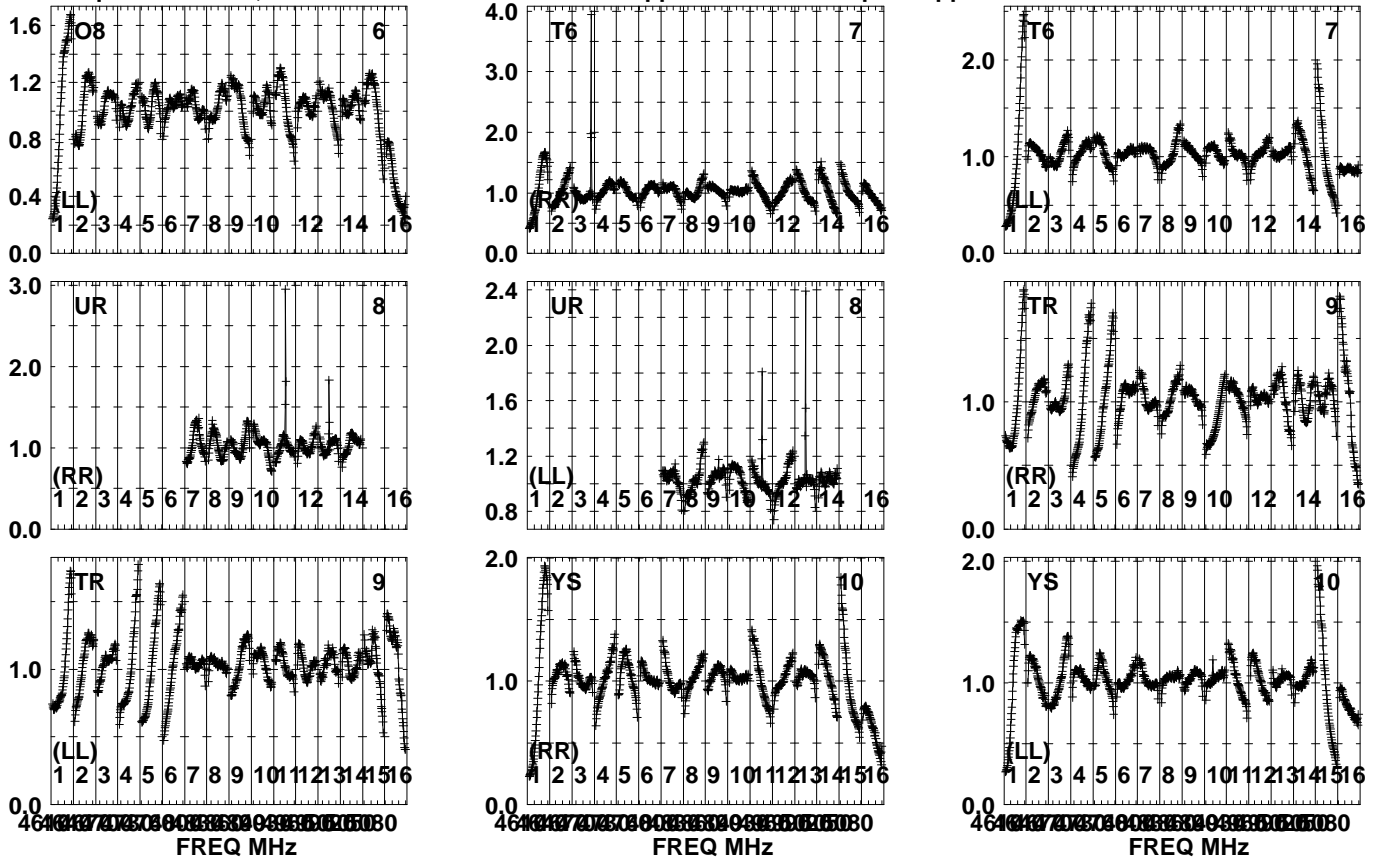 O8 6
1.6
1.2
0.8
0.4
0.0
(LL)
1 2 3 4 5 6 7 8 9 10 12 14 16
T6 7
4.0
3.0
2.0
1.0
0.0
(RR)
1 2 3 4 5 6 7 8 9 10 12 14 16
T6 7
2.0
1.0
0.0
(LL)
1 2 3 4 5 6 7 8 9 10 12 14 16
UR 8
3.0
2.0
1.0
0.0
(RR)
1 2 3 4 5 6 7 8 9 10 12 14 16
UR 8
2.4
2.0
1.6
1.2
0.8
(LL)
1 2 3 4 5 6 7 8 9 10 12 14 16
TR 9
1.0
0.0
(RR)
1 2 3 4 5 6 7 8 9 10 12 14 16
TR 9
1.0
0.0
(LL)
1 2 3 4 5 6 7 8 9 10 11 12 13 14 15 16
FREQ MHz
YS 10
2.0
1.0
0.0
(RR)
1 2 3 4 5 6 7 8 9 10 11 12 13 14 15 16
FREQ MHz
YS 10
2.0
1.0
0.0
(LL)
1 2 3 4 5 6 7 8 9 10 11 12 13 14 15 16
FREQ MHz